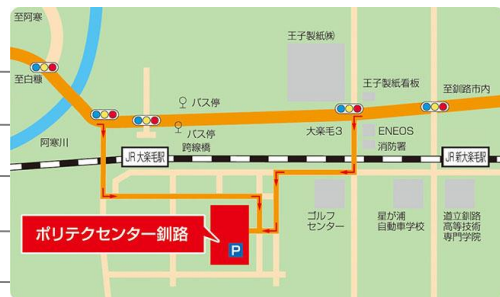 至阿寒
至白糠
王子製紙㈱
王子製紙看板
至釧路市内
バス停
バス停
跨線橋
大楽毛3
ENEOS
消防署
阿寒川
JR 大楽毛駅
JR 新大楽毛駅
ポリテクセンター釧路
P
ゴルフ
センター
星が浦
自動車学校
道立釧路
高等技術
専門学院